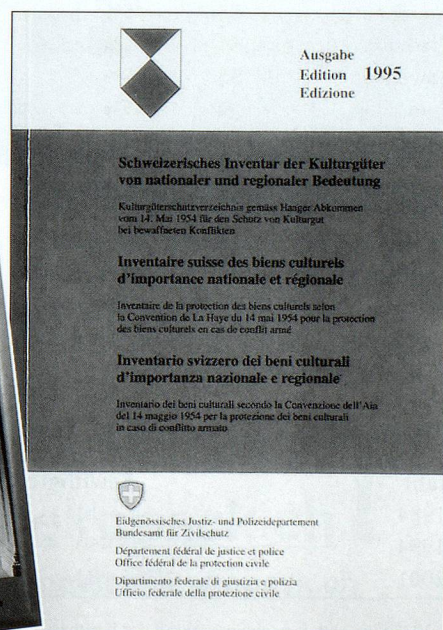 Ausgabe
Edition 1995
Edizione
Schweizerisches Inventar der Kulturgüter
von nationaler und regionaler Bedeutung
Kulturgüterschutzverzeichnis gemäss Haager Abkommen
vom 14. Mai 1954 für den Schutz von Kulturgut
bei bewaffneten Konflikten
Inventaire suisse des biens culturels
d'importance nationale et régionale
Inventaire de la protection des biens culturels selon
la Convention de La Haye du 14 mai 1954 pour la protection
des biens culturels en cas de conflit armé
Inventario svizzero dei beni culturali
d'importanza nazionale e regionale
Inventario dei beni culturali secondo la Convenzione dell'Aia
del 14 maggio 1954 per la protezione dei beni culturali
in caso di conflitto armato
Eidgenössisches Justiz- und Polizeidepartement
Bundesamt für Zivilschutz
Département fédéral de justice et police
Office fédéral de la protection civile
Dipartimento federale di giustizia e polizia
Ufficio federale della protezione civile